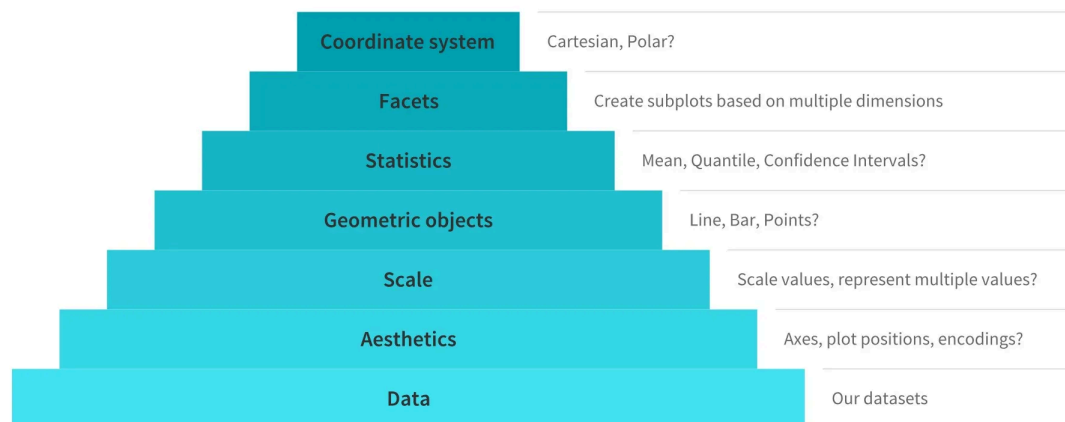 Coordinate system
Cartesian, Polar?
Facets
Create subplots based on multiple dimensions
Statistics
Mean, Quantile, Confidence Intervals?
Geometric objects
Line, Bar, Points?
Scale
Scale values, represent multiple values?
Aesthetics
Axes, plot positions, encodings?
Data
Our datasets